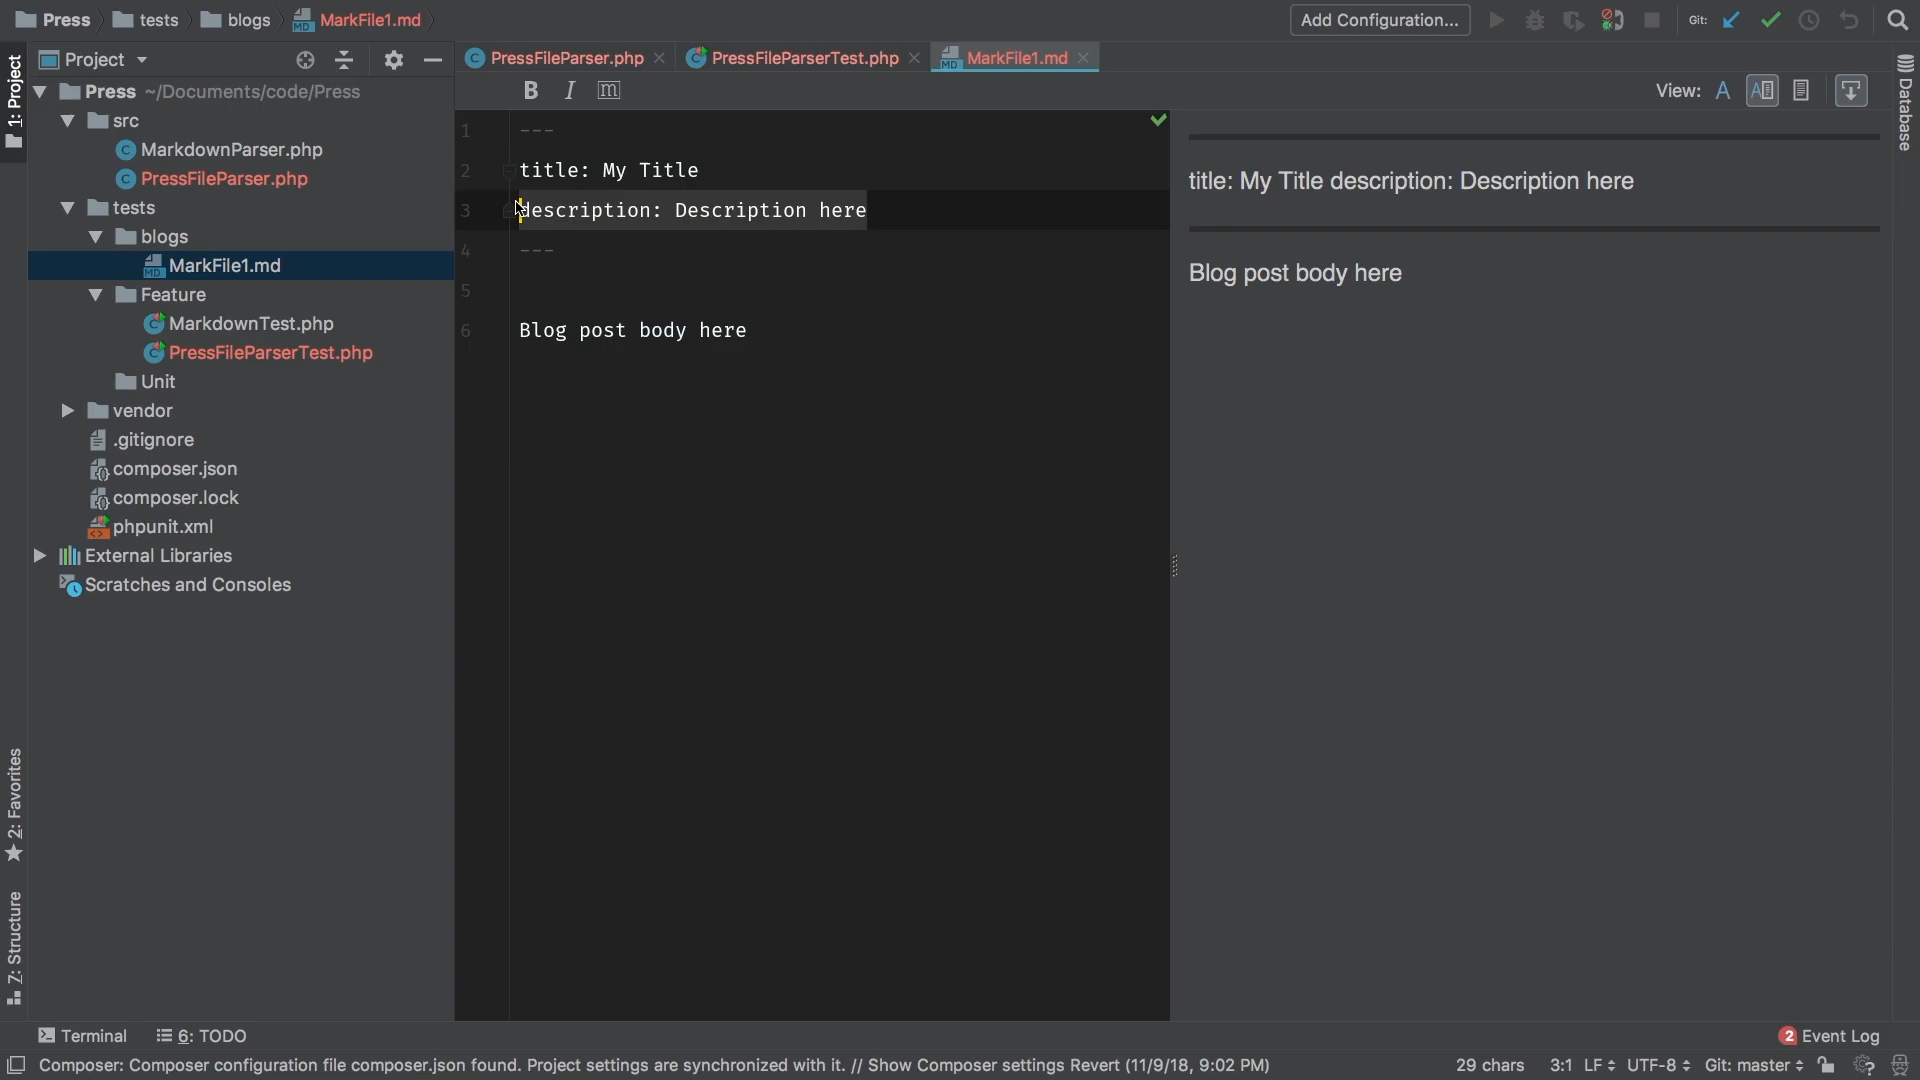 Press tests blogs MarkFile1.md
Add Configuration...
Git:
1: Project
Project
PressFileParser.php
PressFileParserTest.php
MarkFile1.md
B I m
View: A
Database
Press ~/Documents/code/Press
src
MarkdownParser.php
PressFileParser.php
tests
blogs
MarkFile1.md
Feature
MarkdownTest.php
PressFileParserTest.php
Unit
vendor
.gitignore
composer.json
composer.lock
phpunit.xml
External Libraries
Scratches and Consoles
1 ---
2 title: My Title
3 description: Description here
4 ---
5
6 Blog post body here
title: My Title description: Description here
Blog post body here
2: Favorites
7: Structure
Terminal
6: TODO
2 Event Log
Composer: Composer configuration file composer.json found. Project settings are synchronized with it. // Show Composer settings Revert (11/9/18, 9:02 PM)
29 chars 3:1 LF UTF-8 Git: master